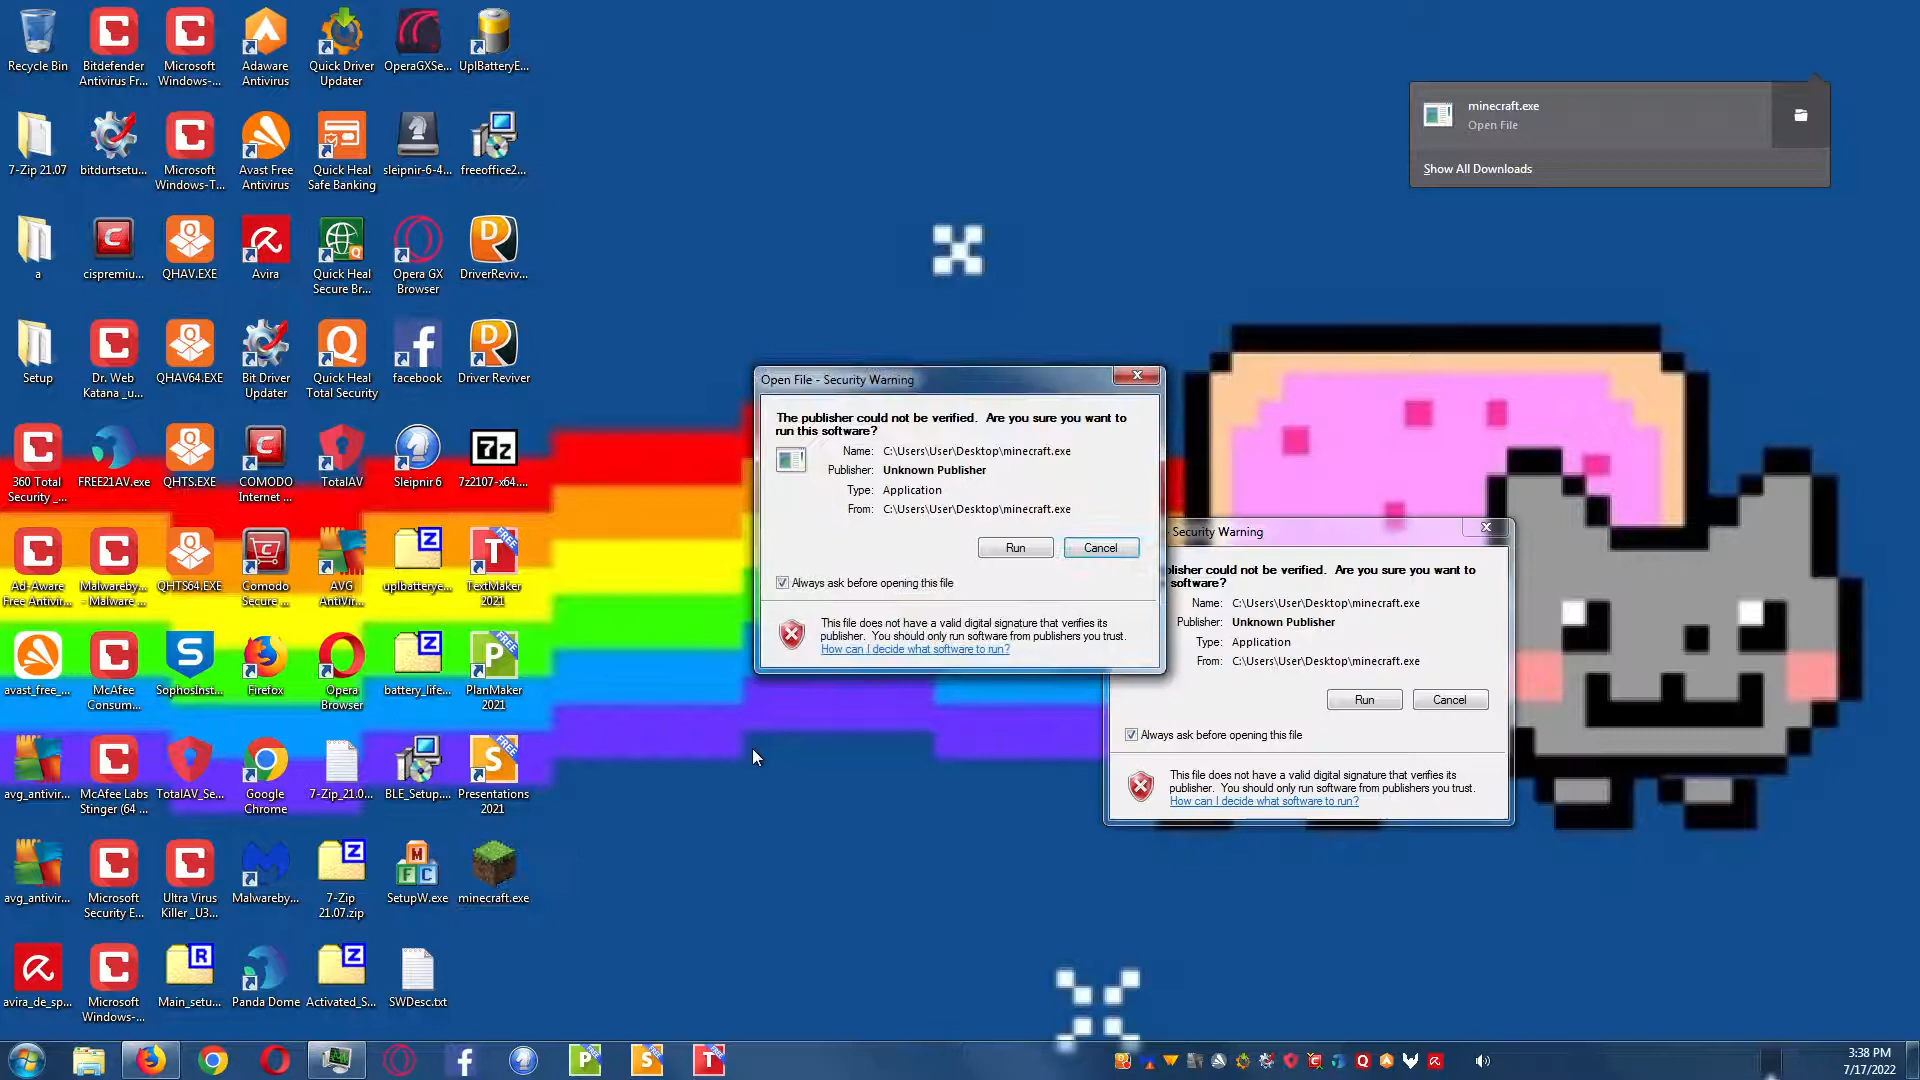 Recycle Bin
Bitdefender
Antivirus Fr...
Microsoft
Windows-...
Adaware
Antivirus
Quick Driver
Updater
OperaGXSe...
UplBatteryE...
7-Zip 21.07
bitdurtsetu...
Microsoft
Windows-T...
Avast Free
Antivirus
Quick Heal
Safe Banking
sleipnir-6-4...
freeoffice2...
a
cispremiu...
QHAV.EXE
Avira
Quick Heal
Secure Br...
Opera GX
Browser
DriverReviv...
Setup
Dr. Web
Katana _u...
QHAV64.EXE
Bit Driver
Updater
Quick Heal
Total Security
facebook
Driver Reviver
360 Total
Security _...
FREE21AV.exe
QHTS.EXE
COMODO
Internet ...
TotalAV
Sleipnir 6
7z2107-x64....
Ad-Aware
Free Antivir...
Malwareby...
- Malware ...
QHTS64.EXE
Comodo
Secure ...
AVG
AntiVir...
uplbatterye...
TextMaker
2021
avast_free_...
McAfee
Consum...
SophosInst...
Firefox
Opera
Browser
battery_life...
PlanMaker
2021
avg_antivir...
McAfee Labs
Stinger (64 ...
TotalAV_Se...
Google
Chrome
7-Zip_21.0...
BLE_Setup....
Presentations
2021
avg_antivir...
Microsoft
Security E...
Ultra Virus
Killer _U3...
Malwareby...
7-Zip
21.07.zip
SetupW.exe
minecraft.exe
avira_de_sp...
Microsoft
Windows-...
Main_setu...
Panda Dome
Activated_S...
SWDesc.txt
minecraft.exe
Open File
Show All Downloads
Open File - Security Warning
The publisher could not be verified. Are you sure you want to
run this software?
Name: C:\Users\User\Desktop\minecraft.exe
Publisher: Unknown Publisher
Type: Application
From: C:\Users\User\Desktop\minecraft.exe
Run
Cancel
Always ask before opening this file
This file does not have a valid digital signature that verifies its
publisher. You should only run software from publishers you trust.
How can I decide what software to run?
Security Warning
blisher could not be verified. Are you sure you want to
software?
Name: C:\Users\User\Desktop\minecraft.exe
Publisher: Unknown Publisher
Type: Application
From: C:\Users\User\Desktop\minecraft.exe
Run
Cancel
Always ask before opening this file
This file does not have a valid digital signature that verifies its
publisher. You should only run software from publishers you trust.
How can I decide what software to run?
3:38 PM
7/17/2022